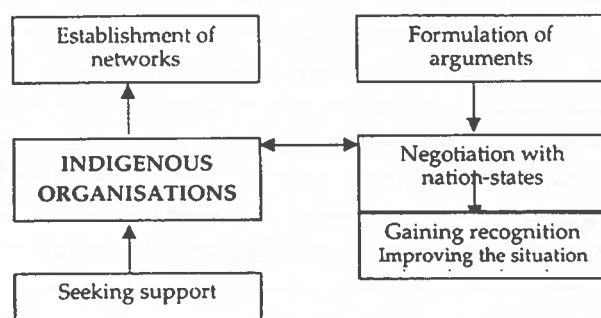 Establishment of
networks
Formulation of
arguments
INDIGENOUS
ORGANISATIONS
Negotiation with
nation-states
Gaining recognition
Improving the situation
Seeking support